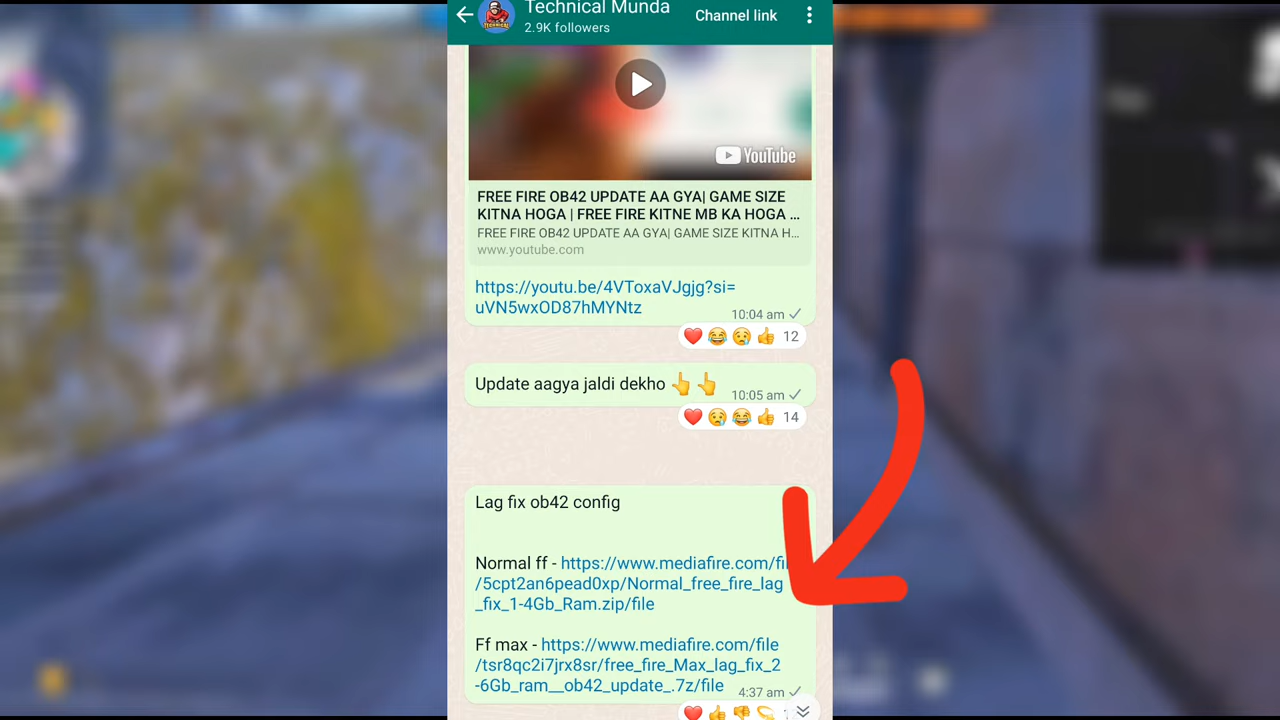 Technical Munda
Channel link
2.9K followers
TECHNICAL
YouTube
FREE FIRE OB42 UPDATE AA GYA| GAME SIZE
KITNA HOGA | FREE FIRE KITNE MB KA HOGA ...
FREE FIRE OB42 UPDATE AA GYA| GAME SIZE KITNA H...
www.youtube.com
https://youtu.be/4VToxaVJgjg?si=
uVN5wxOD87hMYNtz
10:04 am
12
Update aagya jaldi dekho 👆👆
10:05 am
14
Lag fix ob42 config
Normal ff - https://www.mediafire.com/fi
/5cpt2an6pead0xp/Normal_free_fire_lag
_fix_1-4Gb_Ram.zip/file
Ff max - https://www.mediafire.com/file
/tsr8qc2i7jrx8sr/free_fire_Max_lag_fix_2
-6Gb_ram__ob42_update_.7z/file
4:37 am